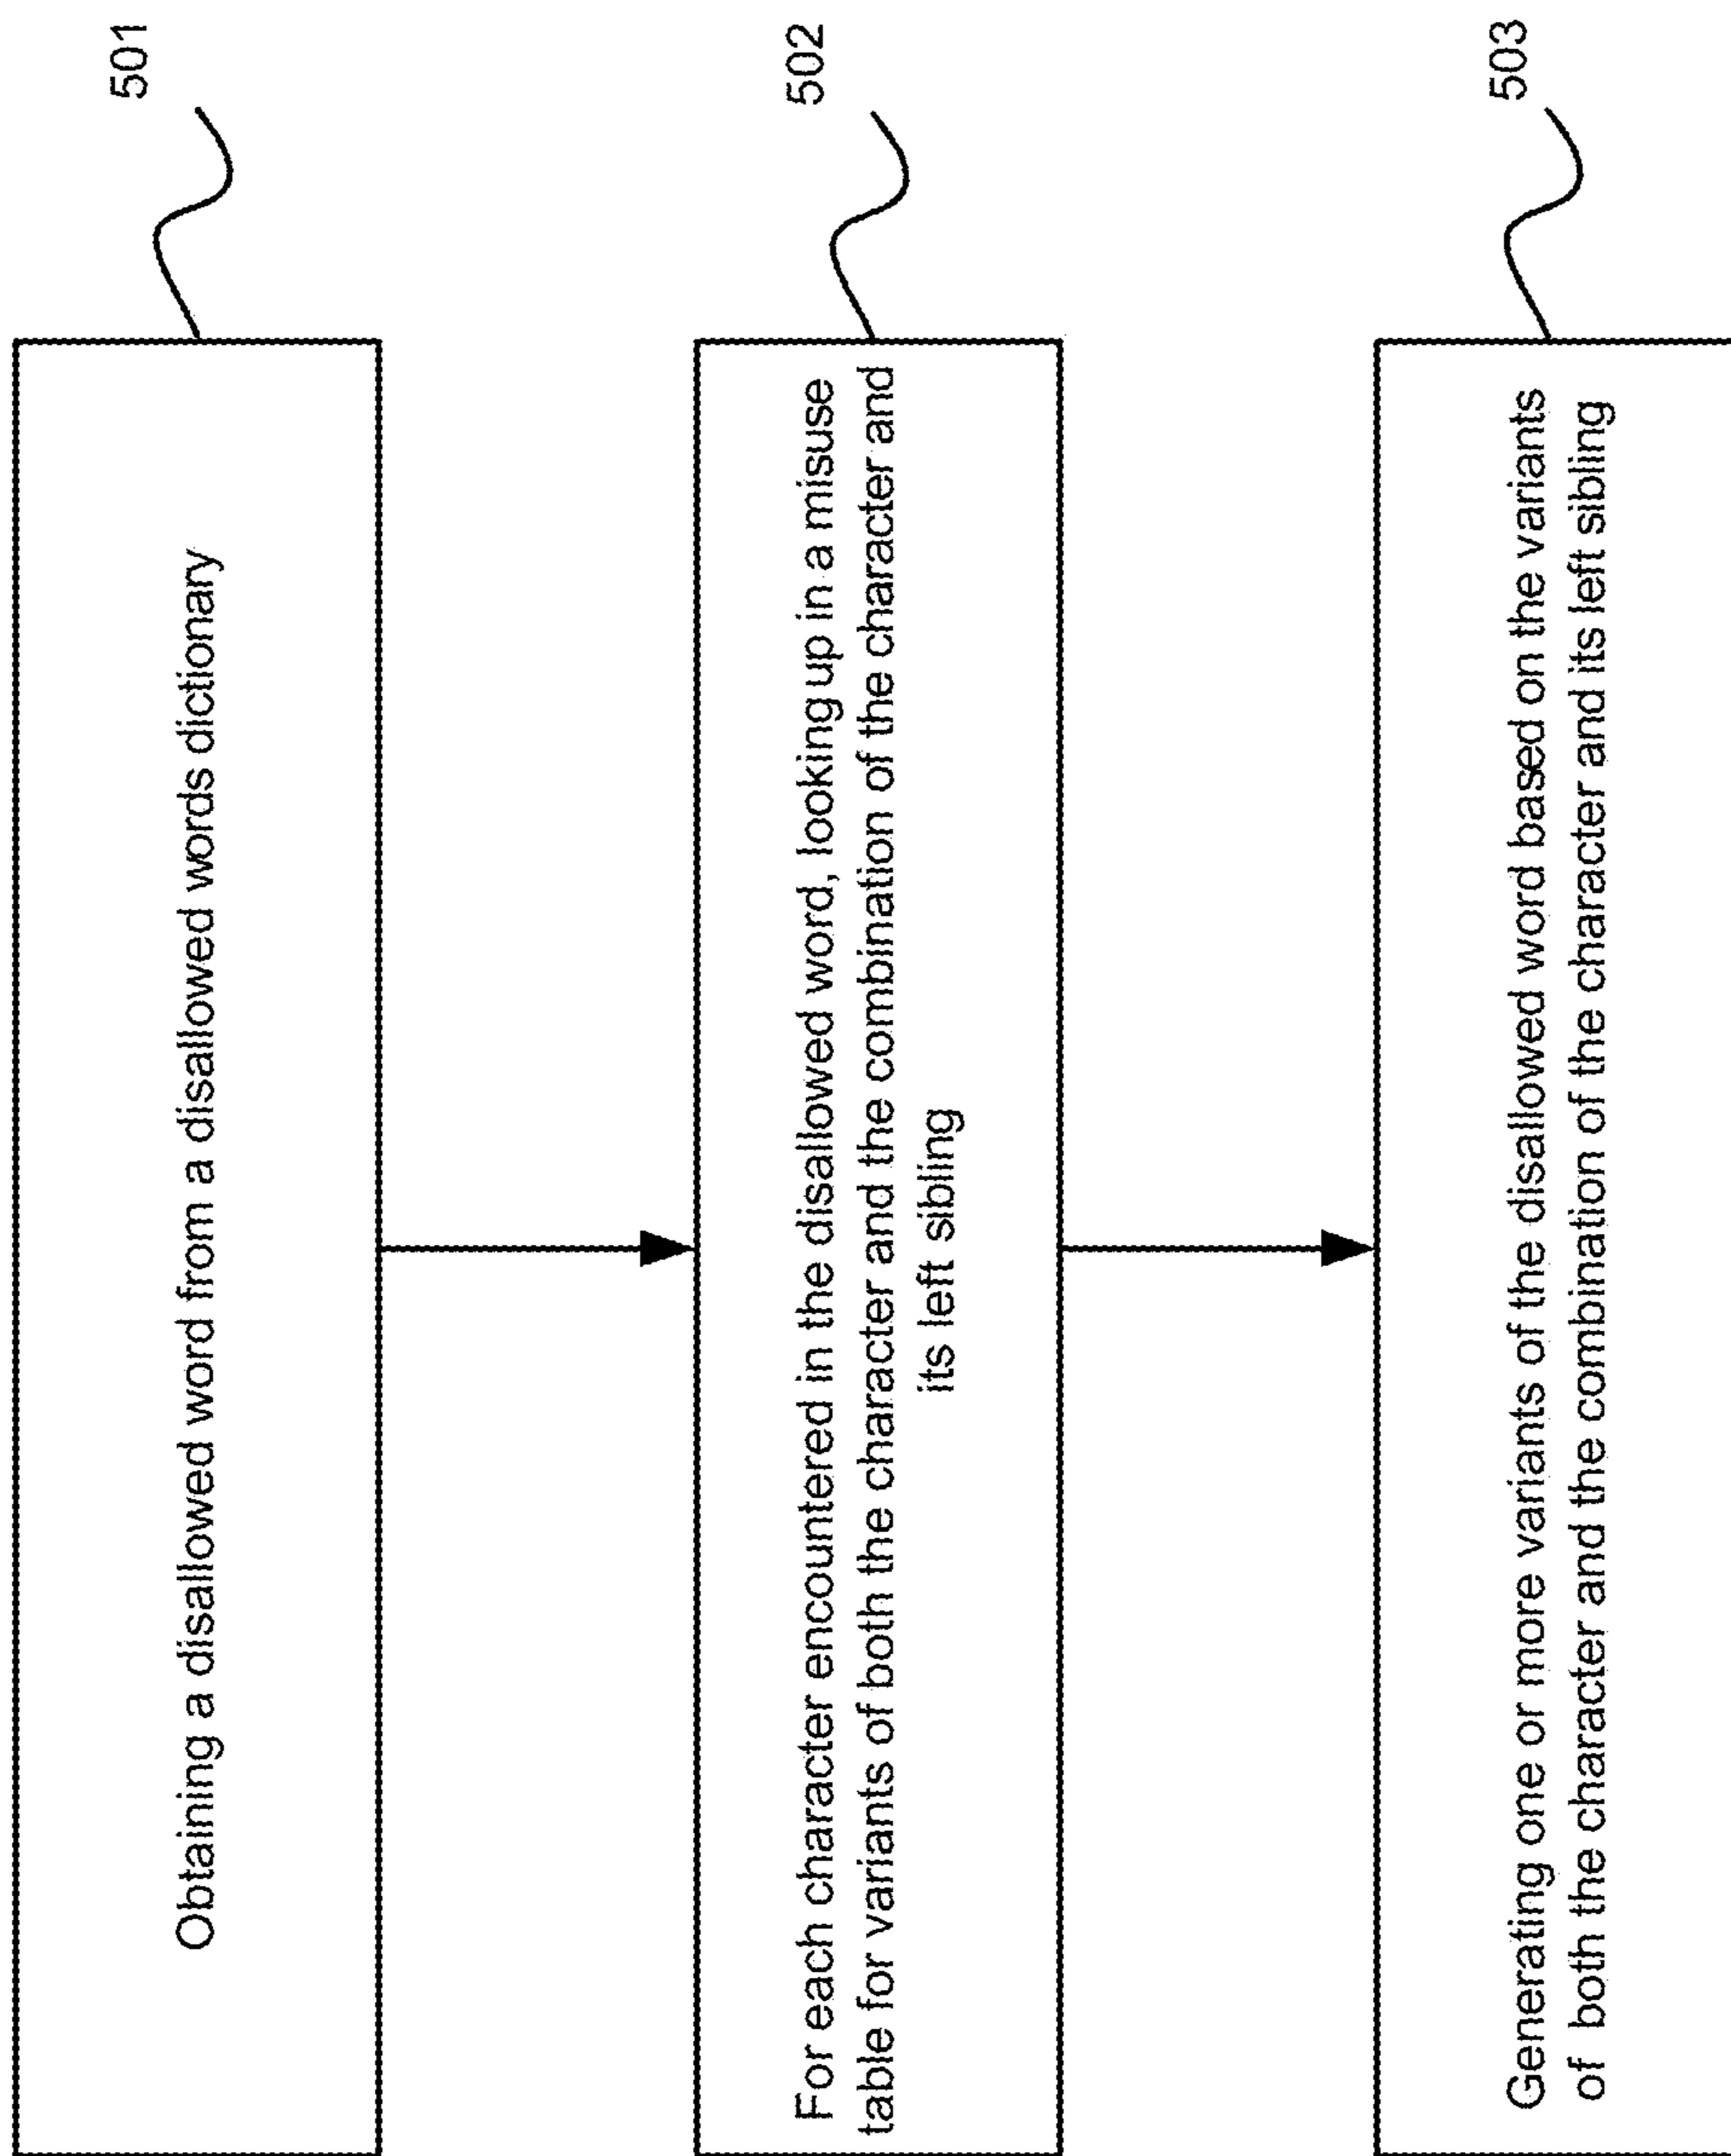 501
Obtaining a disallowed word from a disallowed words dictionary
502
For each character encountered in the disallowed word, looking up in a misuse
table for variants of both the character and the combination of the character and
its left sibling
503
Generating one or more variants of the disallowed word based on the variants
of both the character and the combination of the character and its left sibling